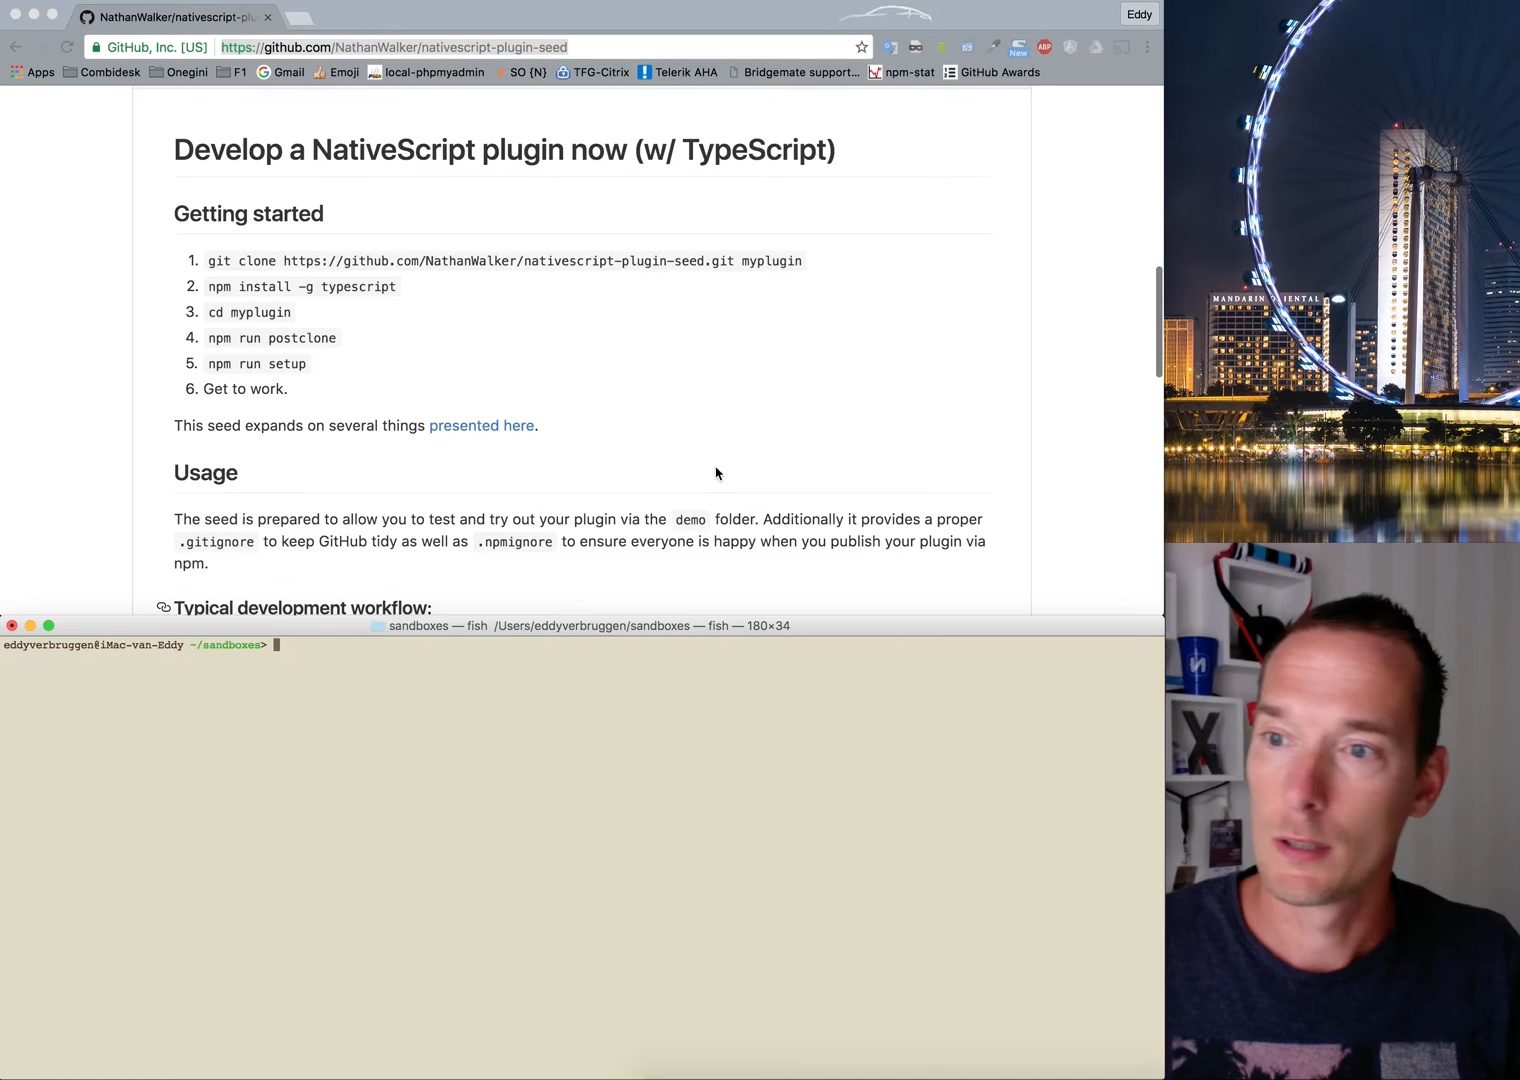 NathanWalker/nativescript-plu
Eddy
GitHub, Inc. [US]
https://github.com/NathanWalker/nativescript-plugin-seed
New
ABP
Apps
Combidesk
Onegini
F1
Gmail
Emoji
local-phpmyadmin
SO {N}
TFG-Citrix
Telerik AHA
Bridgemate support...
npm-stat
GitHub Awards
Develop a NativeScript plugin now (w/ TypeScript)
Getting started
1. git clone https://github.com/NathanWalker/nativescript-plugin-seed.git myplugin
2. npm install -g typescript
3. cd myplugin
4. npm run postclone
5. npm run setup
6. Get to work.
This seed expands on several things presented here.
Usage
The seed is prepared to allow you to test and try out your plugin via the demo folder. Additionally it provides a proper
.gitignore to keep GitHub tidy as well as .npmignore to ensure everyone is happy when you publish your plugin via
npm.
Typical development workflow:
sandboxes — fish /Users/eddyverbruggen/sandboxes — fish — 180×34
eddyverbruggen@iMac-van-Eddy ~/sandboxes>
MANDARIN ORIENTAL
N
X